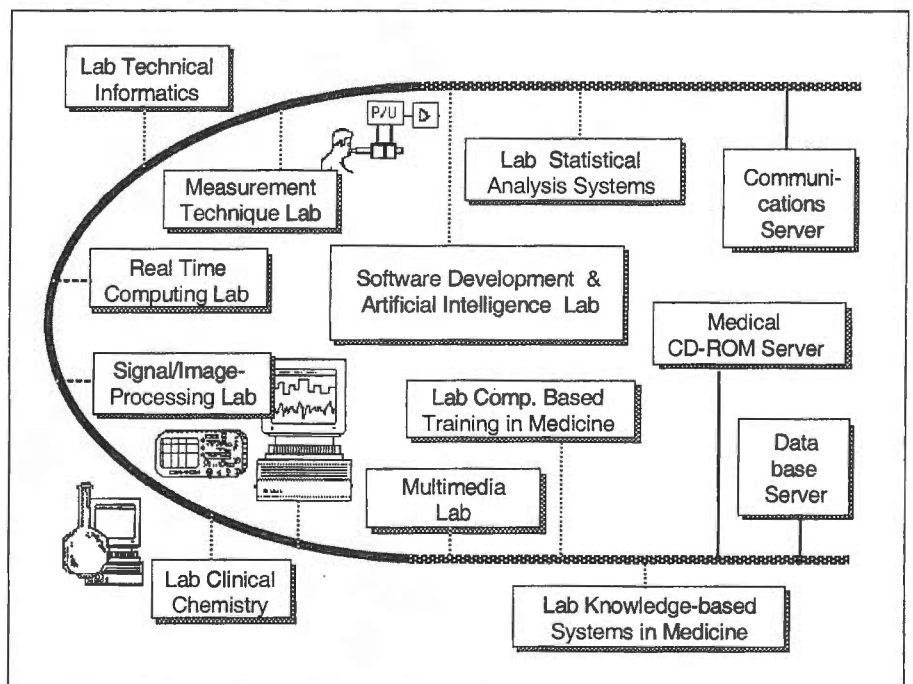 Lab Technical
Informatics
P/U
Measurement
Technique Lab
Lab Statistical
Analysis Systems
Communi-
cations
Server
Real Time
Computing Lab
Software Development &
Artificial Intelligence Lab
Medical
CD-ROM Server
Signal/Image-
Processing Lab
Lab Comp. Based
Training in Medicine
Data
base
Server
Multimedia
Lab
Lab Clinical
Chemistry
Lab Knowledge-based
Systems in Medicine